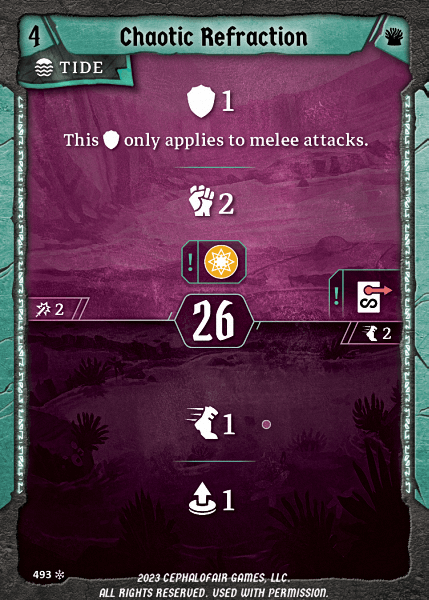 4
Chaotic Refraction
TIDE
1
This only applies to melee attacks.
2
!
!
2
26
2
1
1
493
2023 CEPHALOFAIR GAMES, LLC.
ALL RIGHTS RESERVED. USED WITH PERMISSION.